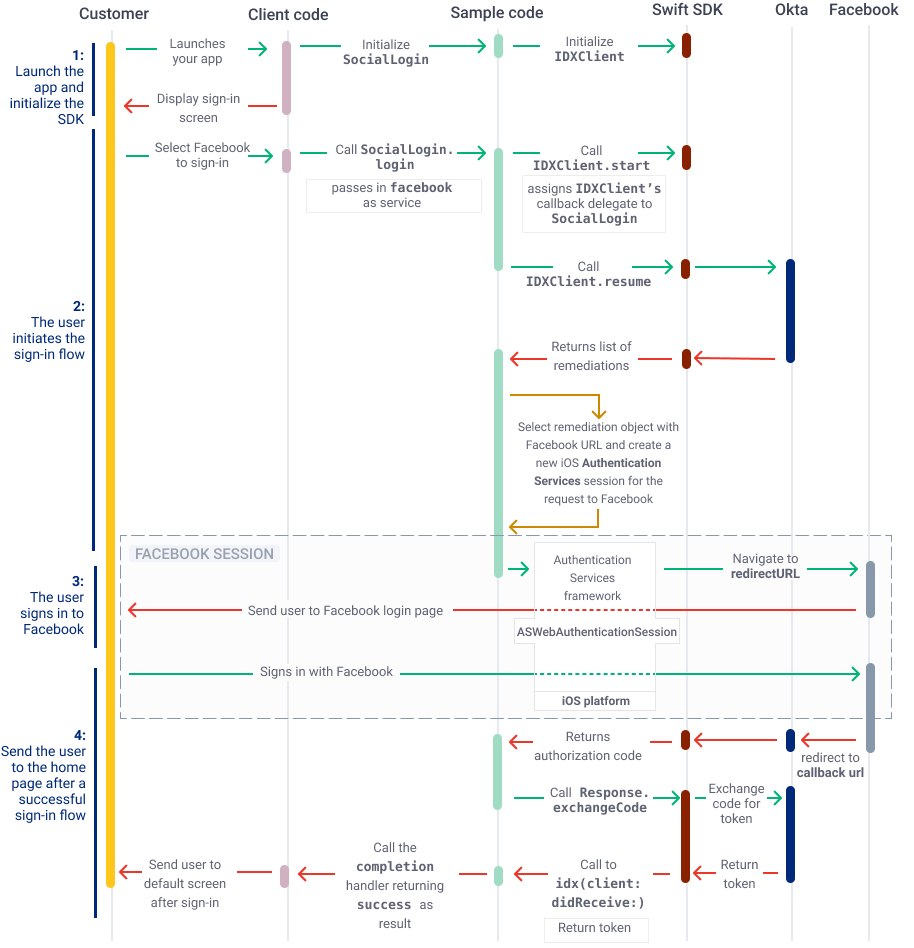 Customer
Client code
Sample code
Swift SDK
Okta
Facebook
1:
Launch the
app and
initialize the
SDK
Launches
your app
Initialize
SocialLogin
Initialize
IDXClient
Display sign-in
screen
2:
The user
initiates the
sign-in flow
Select Facebook
to sign-in
Call SocialLogin.
login
passes in facebook
as service
Call
IDXClient.start
assigns IDXClient’s
callback delegate to
SocialLogin
Call
IDXClient.resume
Returns list of
remediations
Select remediation object with
Facebook URL and create a
new iOS Authentication
Services session for the
request to Facebook
FACEBOOK SESSION
3:
The user
signs in to
Facebook
Authentication
Services
framework
Navigate to
redirectURL
Send user to Facebook login page
ASWebAuthenticationSession
Signs in with Facebook
iOS platform
4:
Send the user
to the home
page after a
successful
sign-in flow
Returns
authorization code
redirect to
callback url
Call Response.
exchangeCode
Exchange
code for
token
Send user to
default screen
after sign-in
Call the
completion
handler returning
success as
result
Call to
idx(client:
didReceive:)
Return token
Return
token